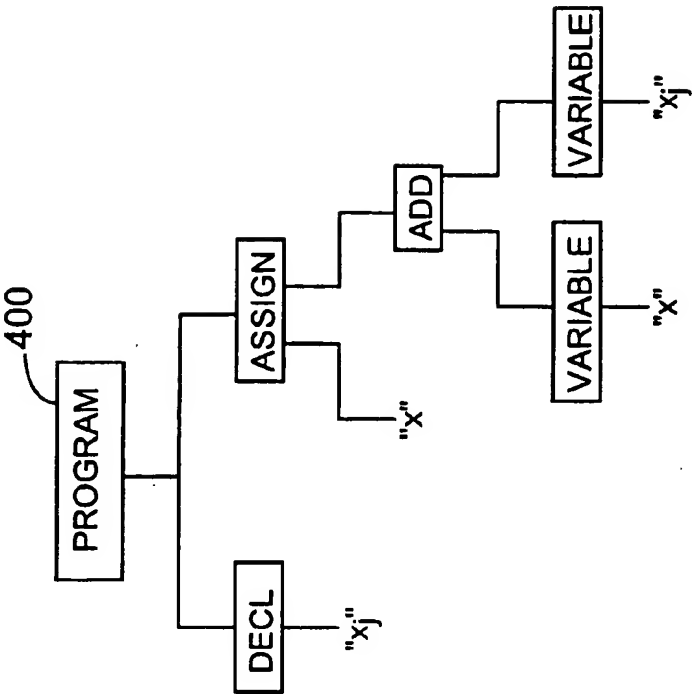 400
PROGRAM
DECL
ASSIGN
"xj"
"x"
ADD
VARIABLE
VARIABLE
"x"
"xj"